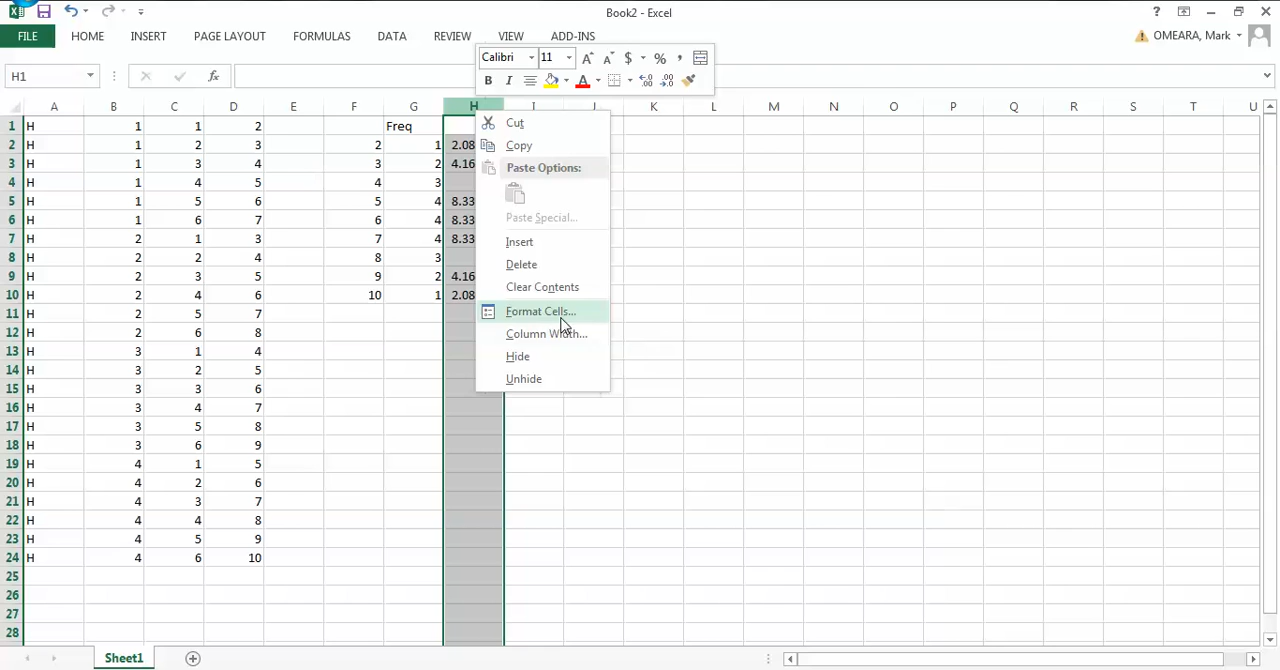 Book2 - Excel
?
FILE HOME INSERT PAGE LAYOUT FORMULAS DATA REVIEW VIEW ADD-INS OMEARA, Mark
Calibri 11 A A $ % ,
B I A .00
H1 fx
A B C D E F G H I J K L M N O P Q R S T U
1 H 1 1 2 Freq
2 H 1 2 3 2 1 2.08
3 H 1 3 4 3 2 4.16
4 H 1 4 5 4 3
5 H 1 5 6 5 4 8.33
6 H 1 6 7 6 4 8.33
7 H 2 1 3 7 4 8.33
8 H 2 2 4 8 3
9 H 2 3 5 9 2 4.16
10 H 2 4 6 10 1 2.08
11 H 2 5 7
12 H 2 6 8
13 H 3 1 4
14 H 3 2 5
15 H 3 3 6
16 H 3 4 7
17 H 3 5 8
18 H 3 6 9
19 H 4 1 5
20 H 4 2 6
21 H 4 3 7
22 H 4 4 8
23 H 4 5 9
24 H 4 6 10
25
26
27
28
Cut
Copy
Paste Options:
Paste Special...
Insert
Delete
Clear Contents
Format Cells...
Column Width...
Hide
Unhide
Sheet1